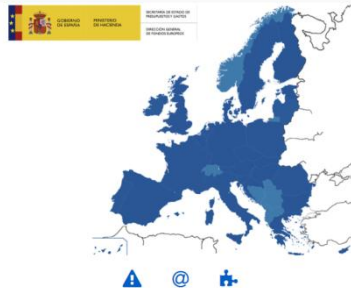 GOBIERNO
DE ESPAÑA
MINISTERIO
DE HACIENDA
SECRETARÍA DE ESTADO DE
PRESUPUESTOS Y GASTOS
DIRECCIÓN GENERAL
DE FONDOS EUROPEOS
@